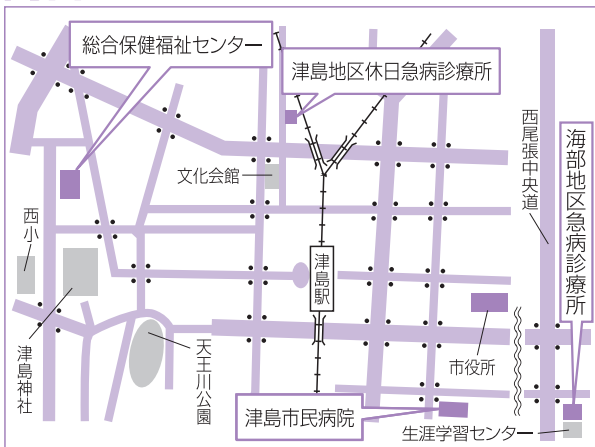 総合保健福祉センター
津島地区休日急病診療所
西尾張中央道
海部地区急病診療所
文化会館
西小
津島駅
津島神社
天王川公園
市役所
津島市民病院
生涯学習センター